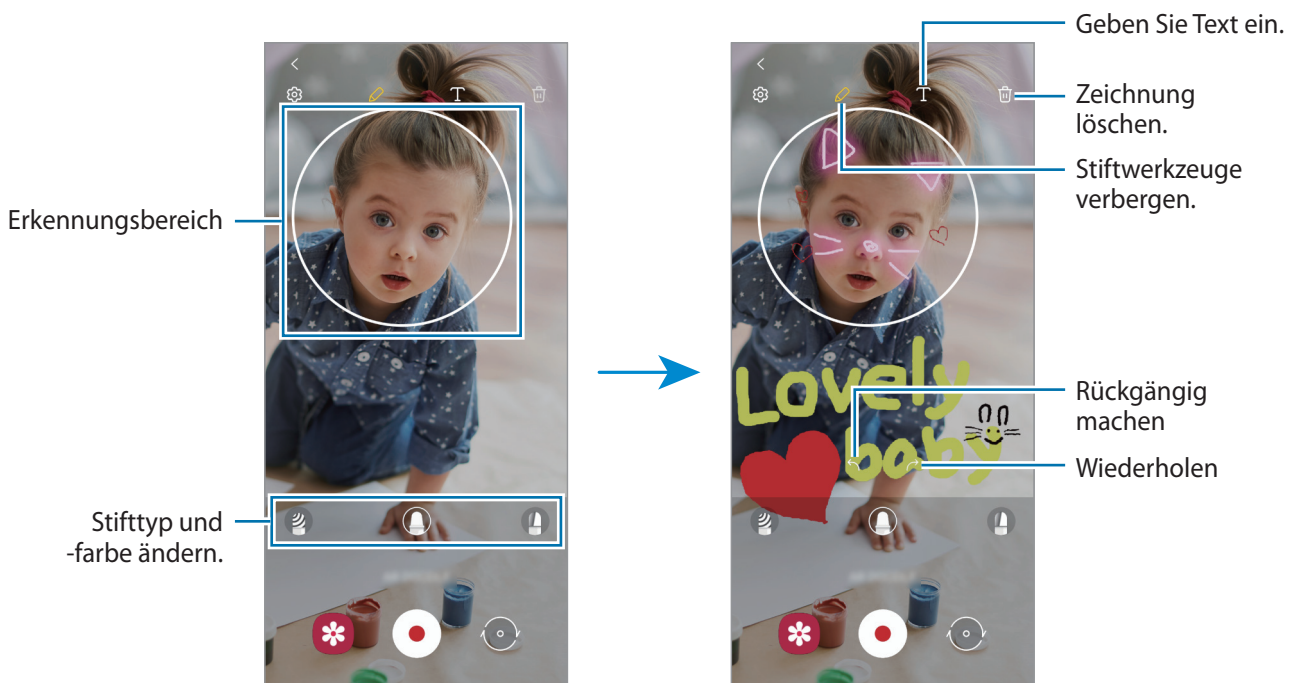 Geben Sie Text ein.
T
T
Zeichnung
löschen.
Stiftwerkzeuge
verbergen.
Erkennungsbereich
Lovely
baby
Rückgängig
machen
Wiederholen
Stifttyp und
-farbe ändern.